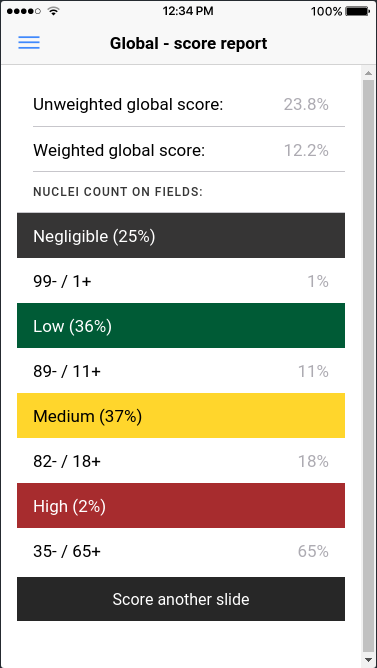 12:34 PM 100%
Global - score report
Unweighted global score: 23.8%
Weighted global score: 12.2%
NUCLEI COUNT ON FIELDS:
Negligible (25%)
99- / 1+ 1%
Low (36%)
89- / 11+ 11%
Medium (37%)
82- / 18+ 18%
High (2%)
35- / 65+ 65%
Score another slide